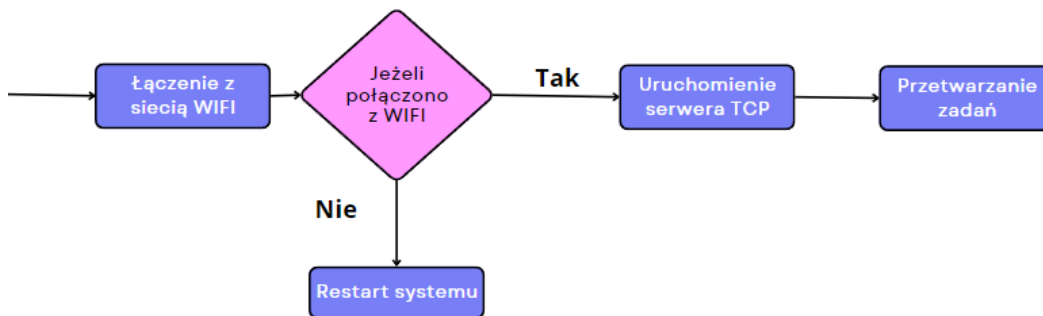 Łączenie z
siecią WIFI
Jeżeli
połączono
z WIFI
Tak
Uruchomienie
serwera TCP
Przetwarzanie
zadań
Nie
Restart systemu